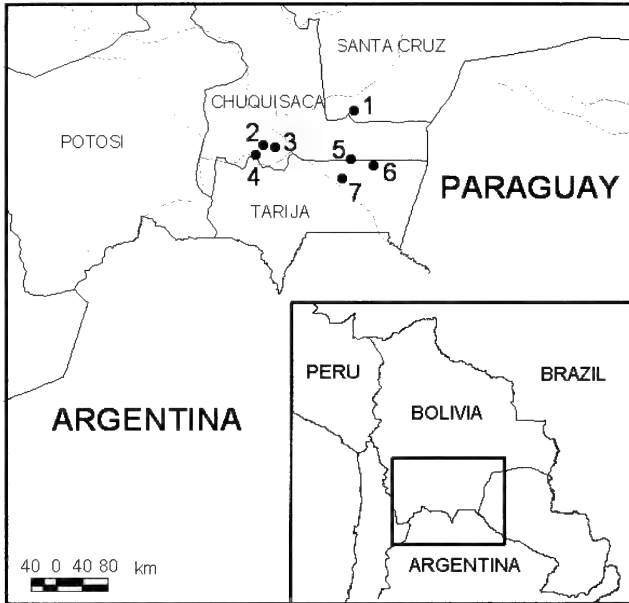 SANTA CRUZ
CHUQUISACA
1
POTOSI
2
3
5
4
6
7
PARAGUAY
TARIJA
PERU
BRAZIL
BOLIVIA
ARGENTINA
ARGENTINA
40 0 40 80 km